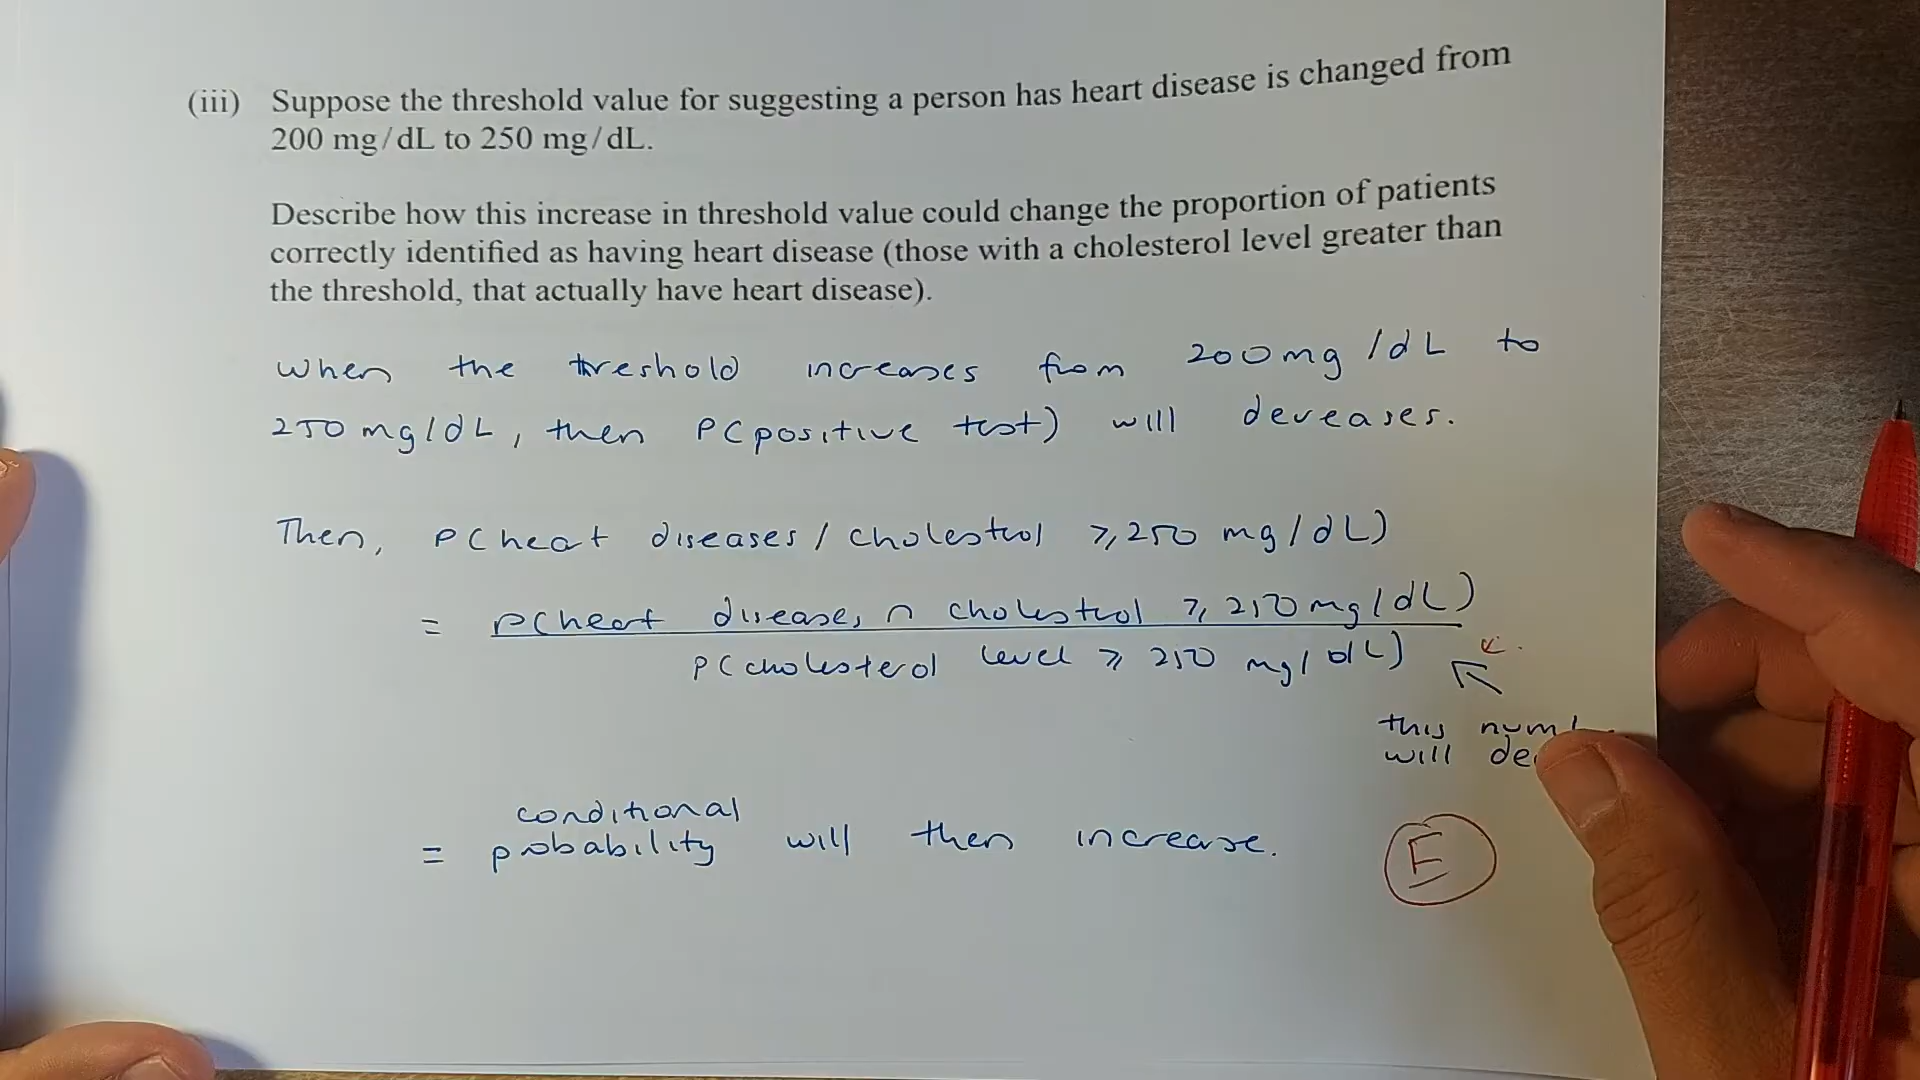 (iii) Suppose the threshold value for suggesting a person has heart disease is changed from
200 mg/dL to 250 mg/dL.
Describe how this increase in threshold value could change the proportion of patients
correctly identified as having heart disease (those with a cholesterol level greater than
the threshold, that actually have heart disease).
When the threshold increases from 200mg/dL to
250mg/dL, then P(positive test) will decreases.
Then, P(heart diseases / cholestrol ⩾ 250 mg/dL)
= P(heart disease, ∩ cholestrol ⩾ 250 mg/dL)
P(cholesterol level ⩾ 250 mg/dL)
this
will
conditional
= probability will then increase.
E